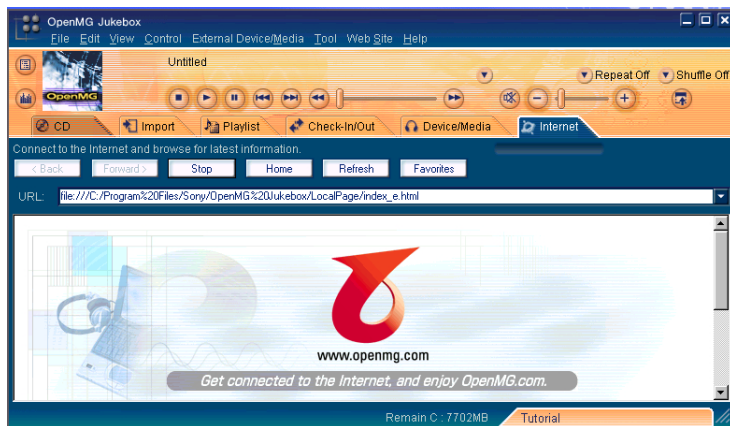 OpenMG Jukebox
File Edit View Control External Device/Media Tool Web Site Help
Untitled
OpenMG
Repeat Off Shuffle Off
CD Import Playlist Check-In/Out Device/Media Internet
Connect to the Internet and browse for latest information.
< Back Forward > Stop Home Refresh Favorites
URL: file:///C:/Program%20Files/Sony/OpenMG%20Jukebox/LocalPage/index_e.html
www.openmg.com
Get connected to the Internet, and enjoy OpenMG.com.
Remain C : 7702MB Tutorial